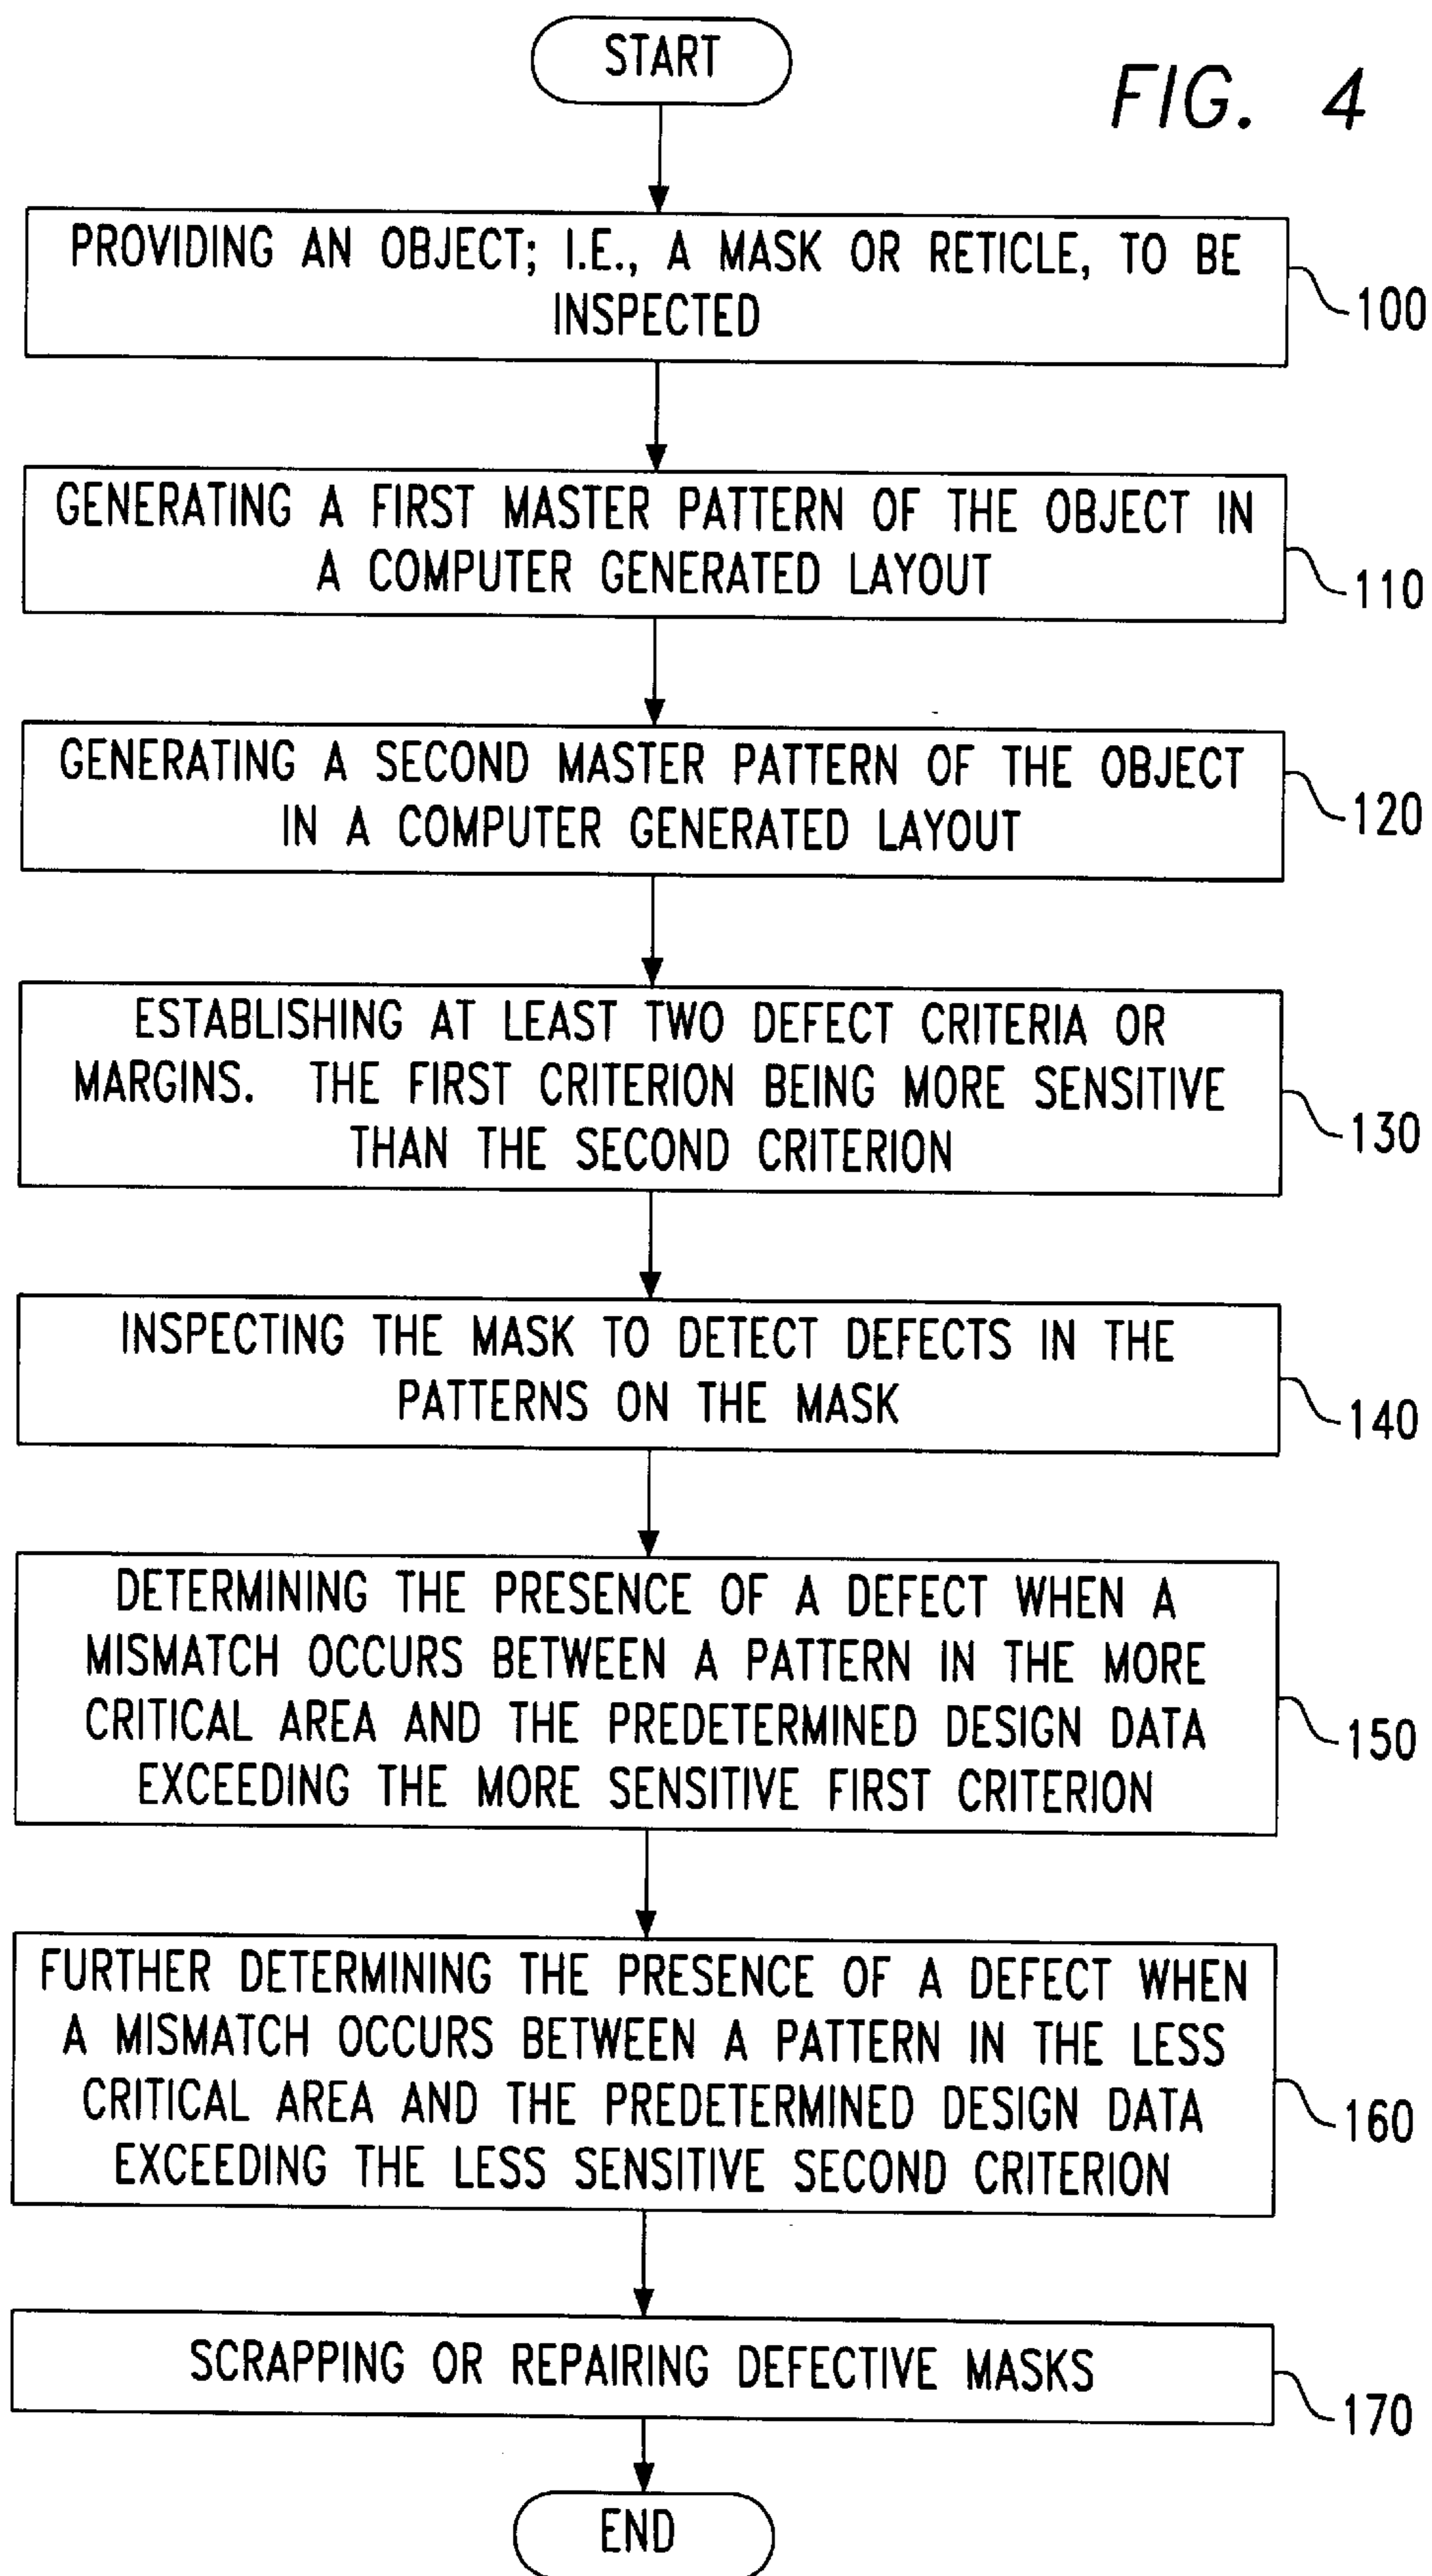 START
FIG. 4
PROVIDING AN OBJECT; I.E., A MASK OR RETICLE, TO BE
INSPECTED
100
GENERATING A FIRST MASTER PATTERN OF THE OBJECT IN
A COMPUTER GENERATED LAYOUT
110
GENERATING A SECOND MASTER PATTERN OF THE OBJECT
IN A COMPUTER GENERATED LAYOUT
120
ESTABLISHING AT LEAST TWO DEFECT CRITERIA OR
MARGINS. THE FIRST CRITERION BEING MORE SENSITIVE
THAN THE SECOND CRITERION
130
INSPECTING THE MASK TO DETECT DEFECTS IN THE
PATTERNS ON THE MASK
140
DETERMINING THE PRESENCE OF A DEFECT WHEN A
MISMATCH OCCURS BETWEEN A PATTERN IN THE MORE
CRITICAL AREA AND THE PREDETERMINED DESIGN DATA
EXCEEDING THE MORE SENSITIVE FIRST CRITERION
150
FURTHER DETERMINING THE PRESENCE OF A DEFECT WHEN
A MISMATCH OCCURS BETWEEN A PATTERN IN THE LESS
CRITICAL AREA AND THE PREDETERMINED DESIGN DATA
EXCEEDING THE LESS SENSITIVE SECOND CRITERION
160
SCRAPPING OR REPAIRING DEFECTIVE MASKS
170
END